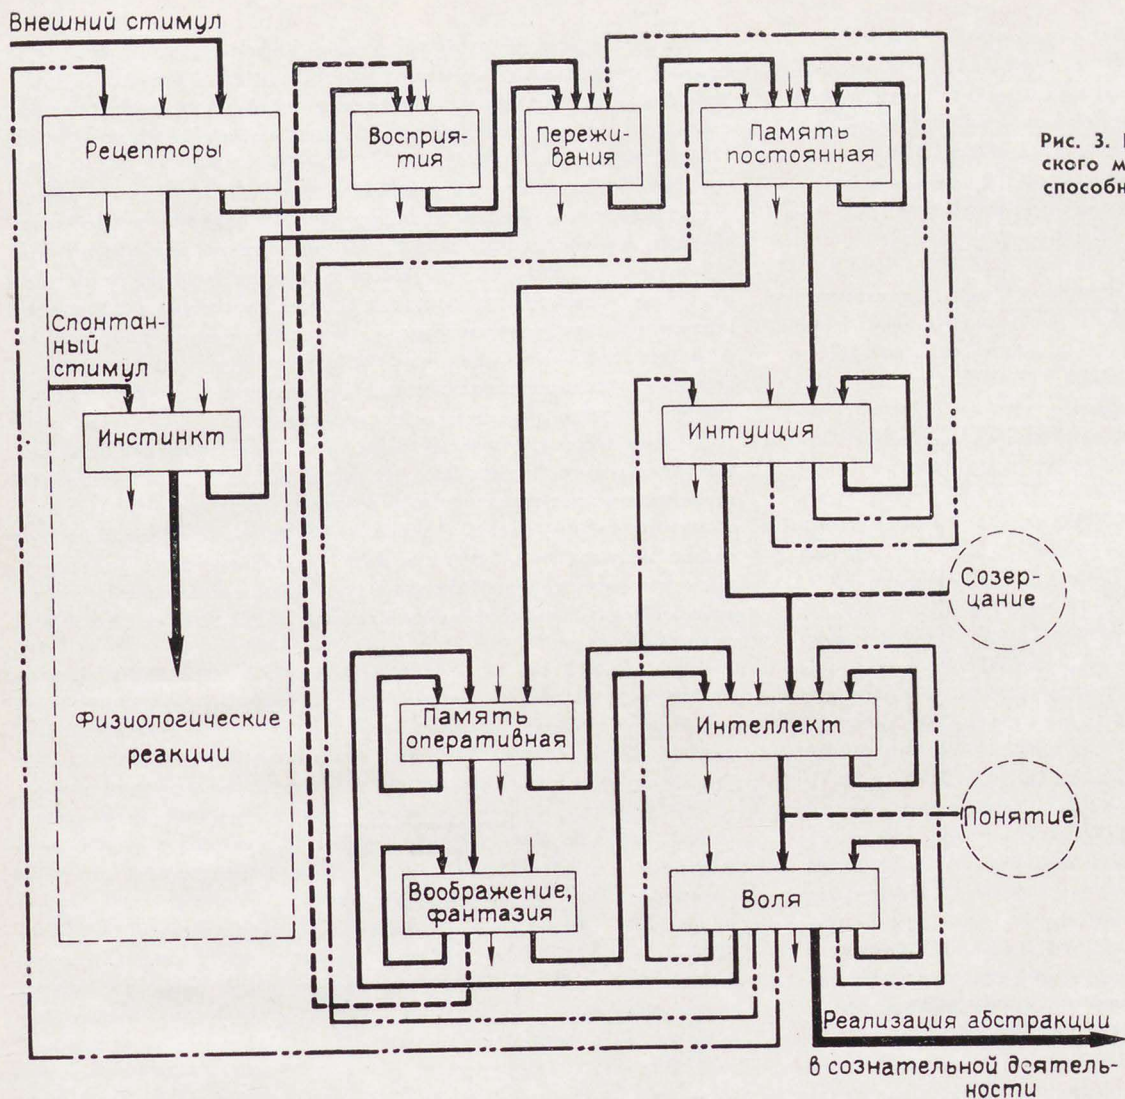 Внешний стимул
Рецепторы
Восприя-
тия
Пережи-
вания
Память
постоянная
Рис. 3.
ского
способн
Спонтан-
ный
стимул
Инстинкт
Интуиция
Созер-
цание
Физиологические
реакции
Память
оперативная
Интеллект
Понятие
Воображение,
фантазия
Воля
Реализация абстракции
в сознательной деятель-
ности